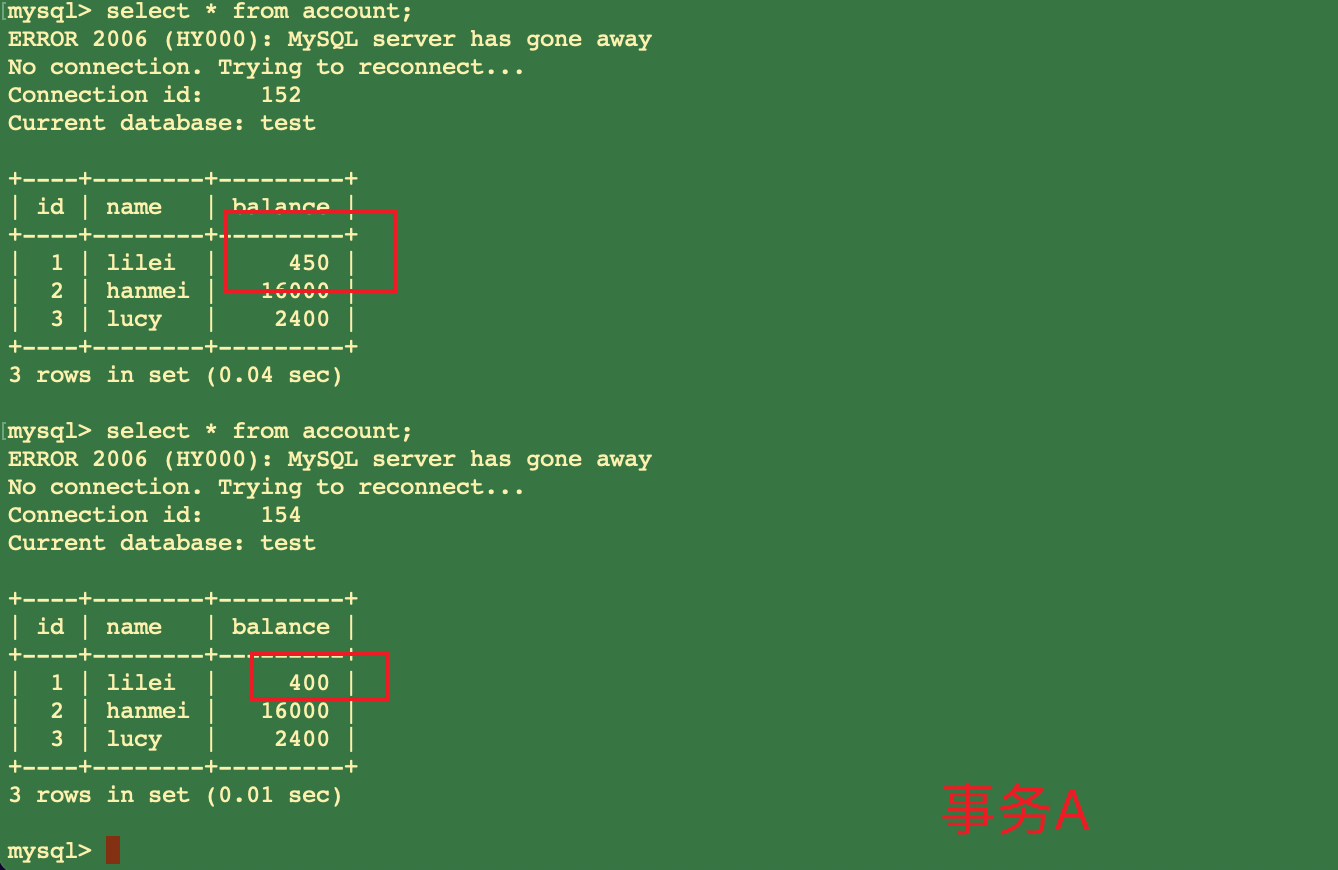 mysql> select * from account;
ERROR 2006 (HY000): MySQL server has gone away
No connection. Trying to reconnect...
Connection id:    152
Current database: test
+----+--------+---------+
| id | name   | balance |
+----+--------+---------+
|  1 | lilei  |     450 |
|  2 | hanmei |   16000 |
|  3 | lucy   |    2400 |
+----+--------+---------+
3 rows in set (0.04 sec)
mysql> select * from account;
ERROR 2006 (HY000): MySQL server has gone away
No connection. Trying to reconnect...
Connection id:    154
Current database: test
+----+--------+---------+
| id | name   | balance |
+----+--------+---------+
|  1 | lilei  |     400 |
|  2 | hanmei |   16000 |
|  3 | lucy   |    2400 |
+----+--------+---------+
3 rows in set (0.01 sec)
事务A
mysql>